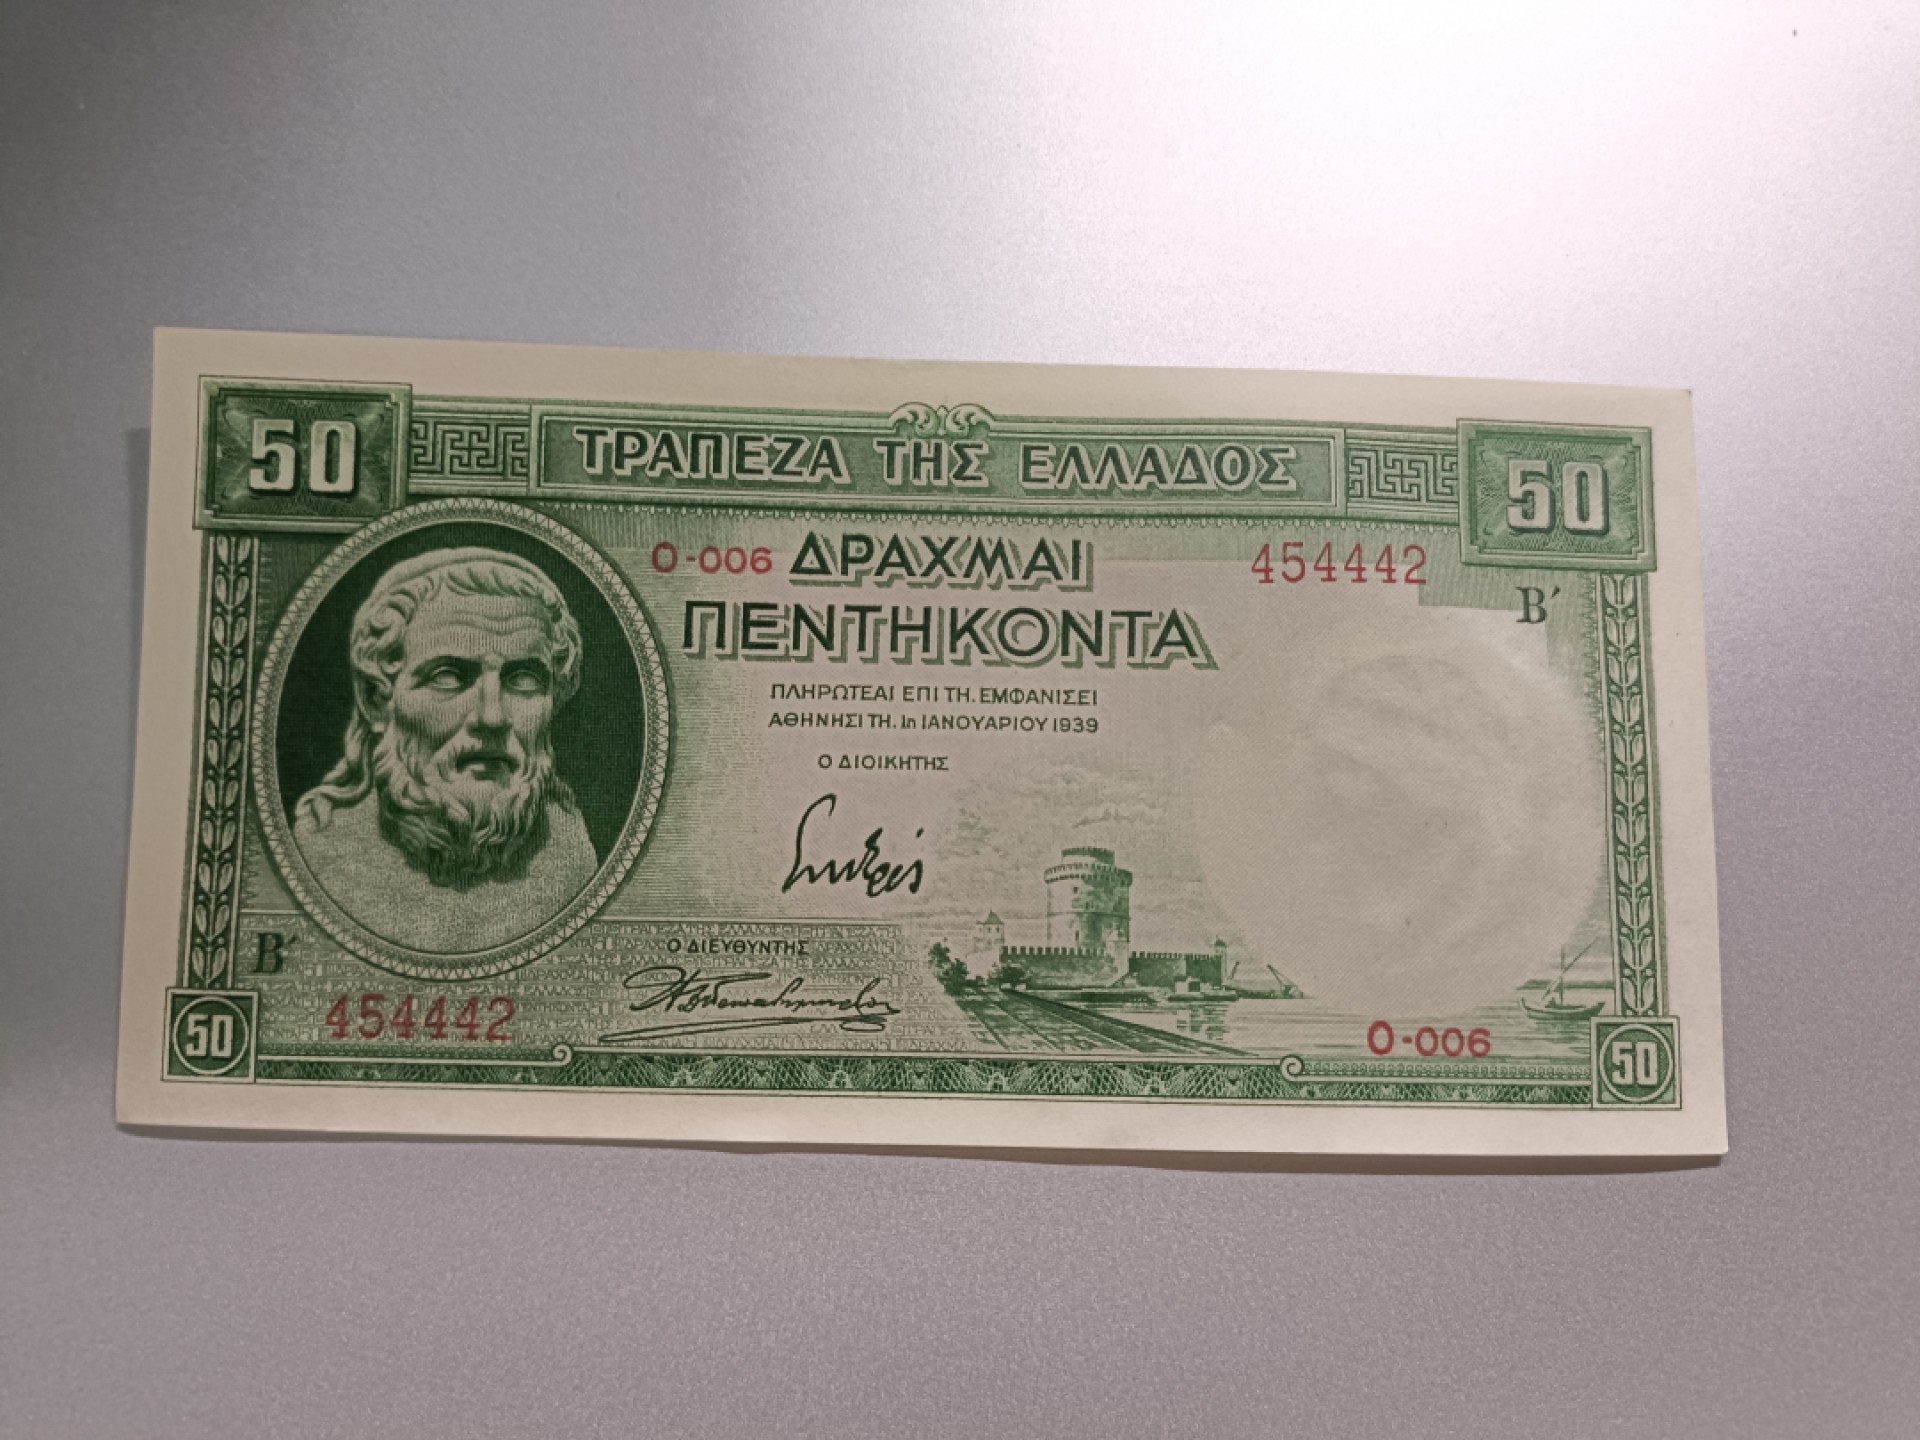 50 ΤΡΑΠΕΖΑ ΤΗΣ ΕΛΛΑΔΟΣ 50
O-006 ΔΡΑΧΜΑΙ 454442
Β΄
ΠΕΝΤΗΚΟΝΤΑ
ΠΛΗΡΩΤΕΑΙ ΕΠΙ ΤΗ. ΕΜΦΑΝΙΣΕΙ
ΑΘΗΝΗΣΙ ΤΗ. 1η ΙΑΝΟΥΑΡΙΟΥ 1939
Ο ΔΙΟΙΚΗΤΗΣ
Β΄
Ο ΔΙΕΥΘΥΝΤΗΣ
454442
O-006
50
50